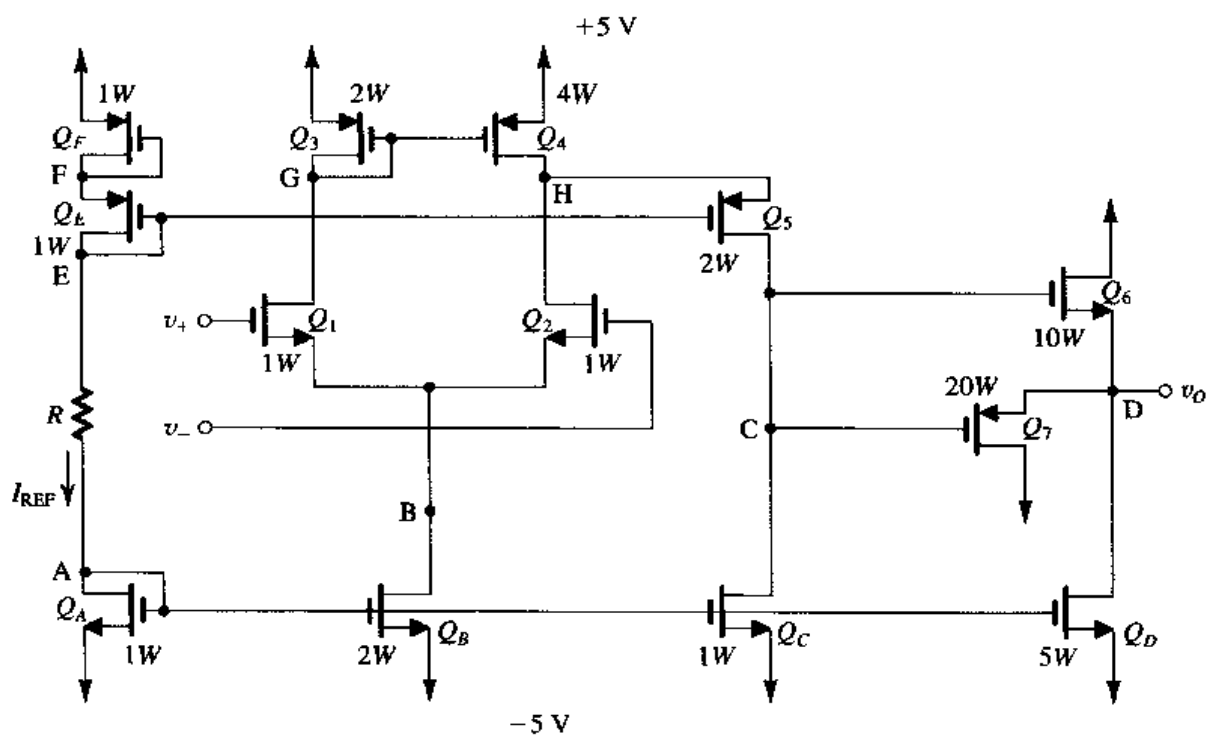 +5 V
1W
2W
4W
Q_F
Q_3
Q_4
F
G
H
Q_E
Q_5
1W
2W
E
Q_6
v_+
Q_1
Q_2
10W
1W
1W
20W
R
v_-
C
Q_7
D
v_O
I_REF
B
A
Q_A
Q_B
Q_C
Q_D
1W
2W
1W
5W
−5 V